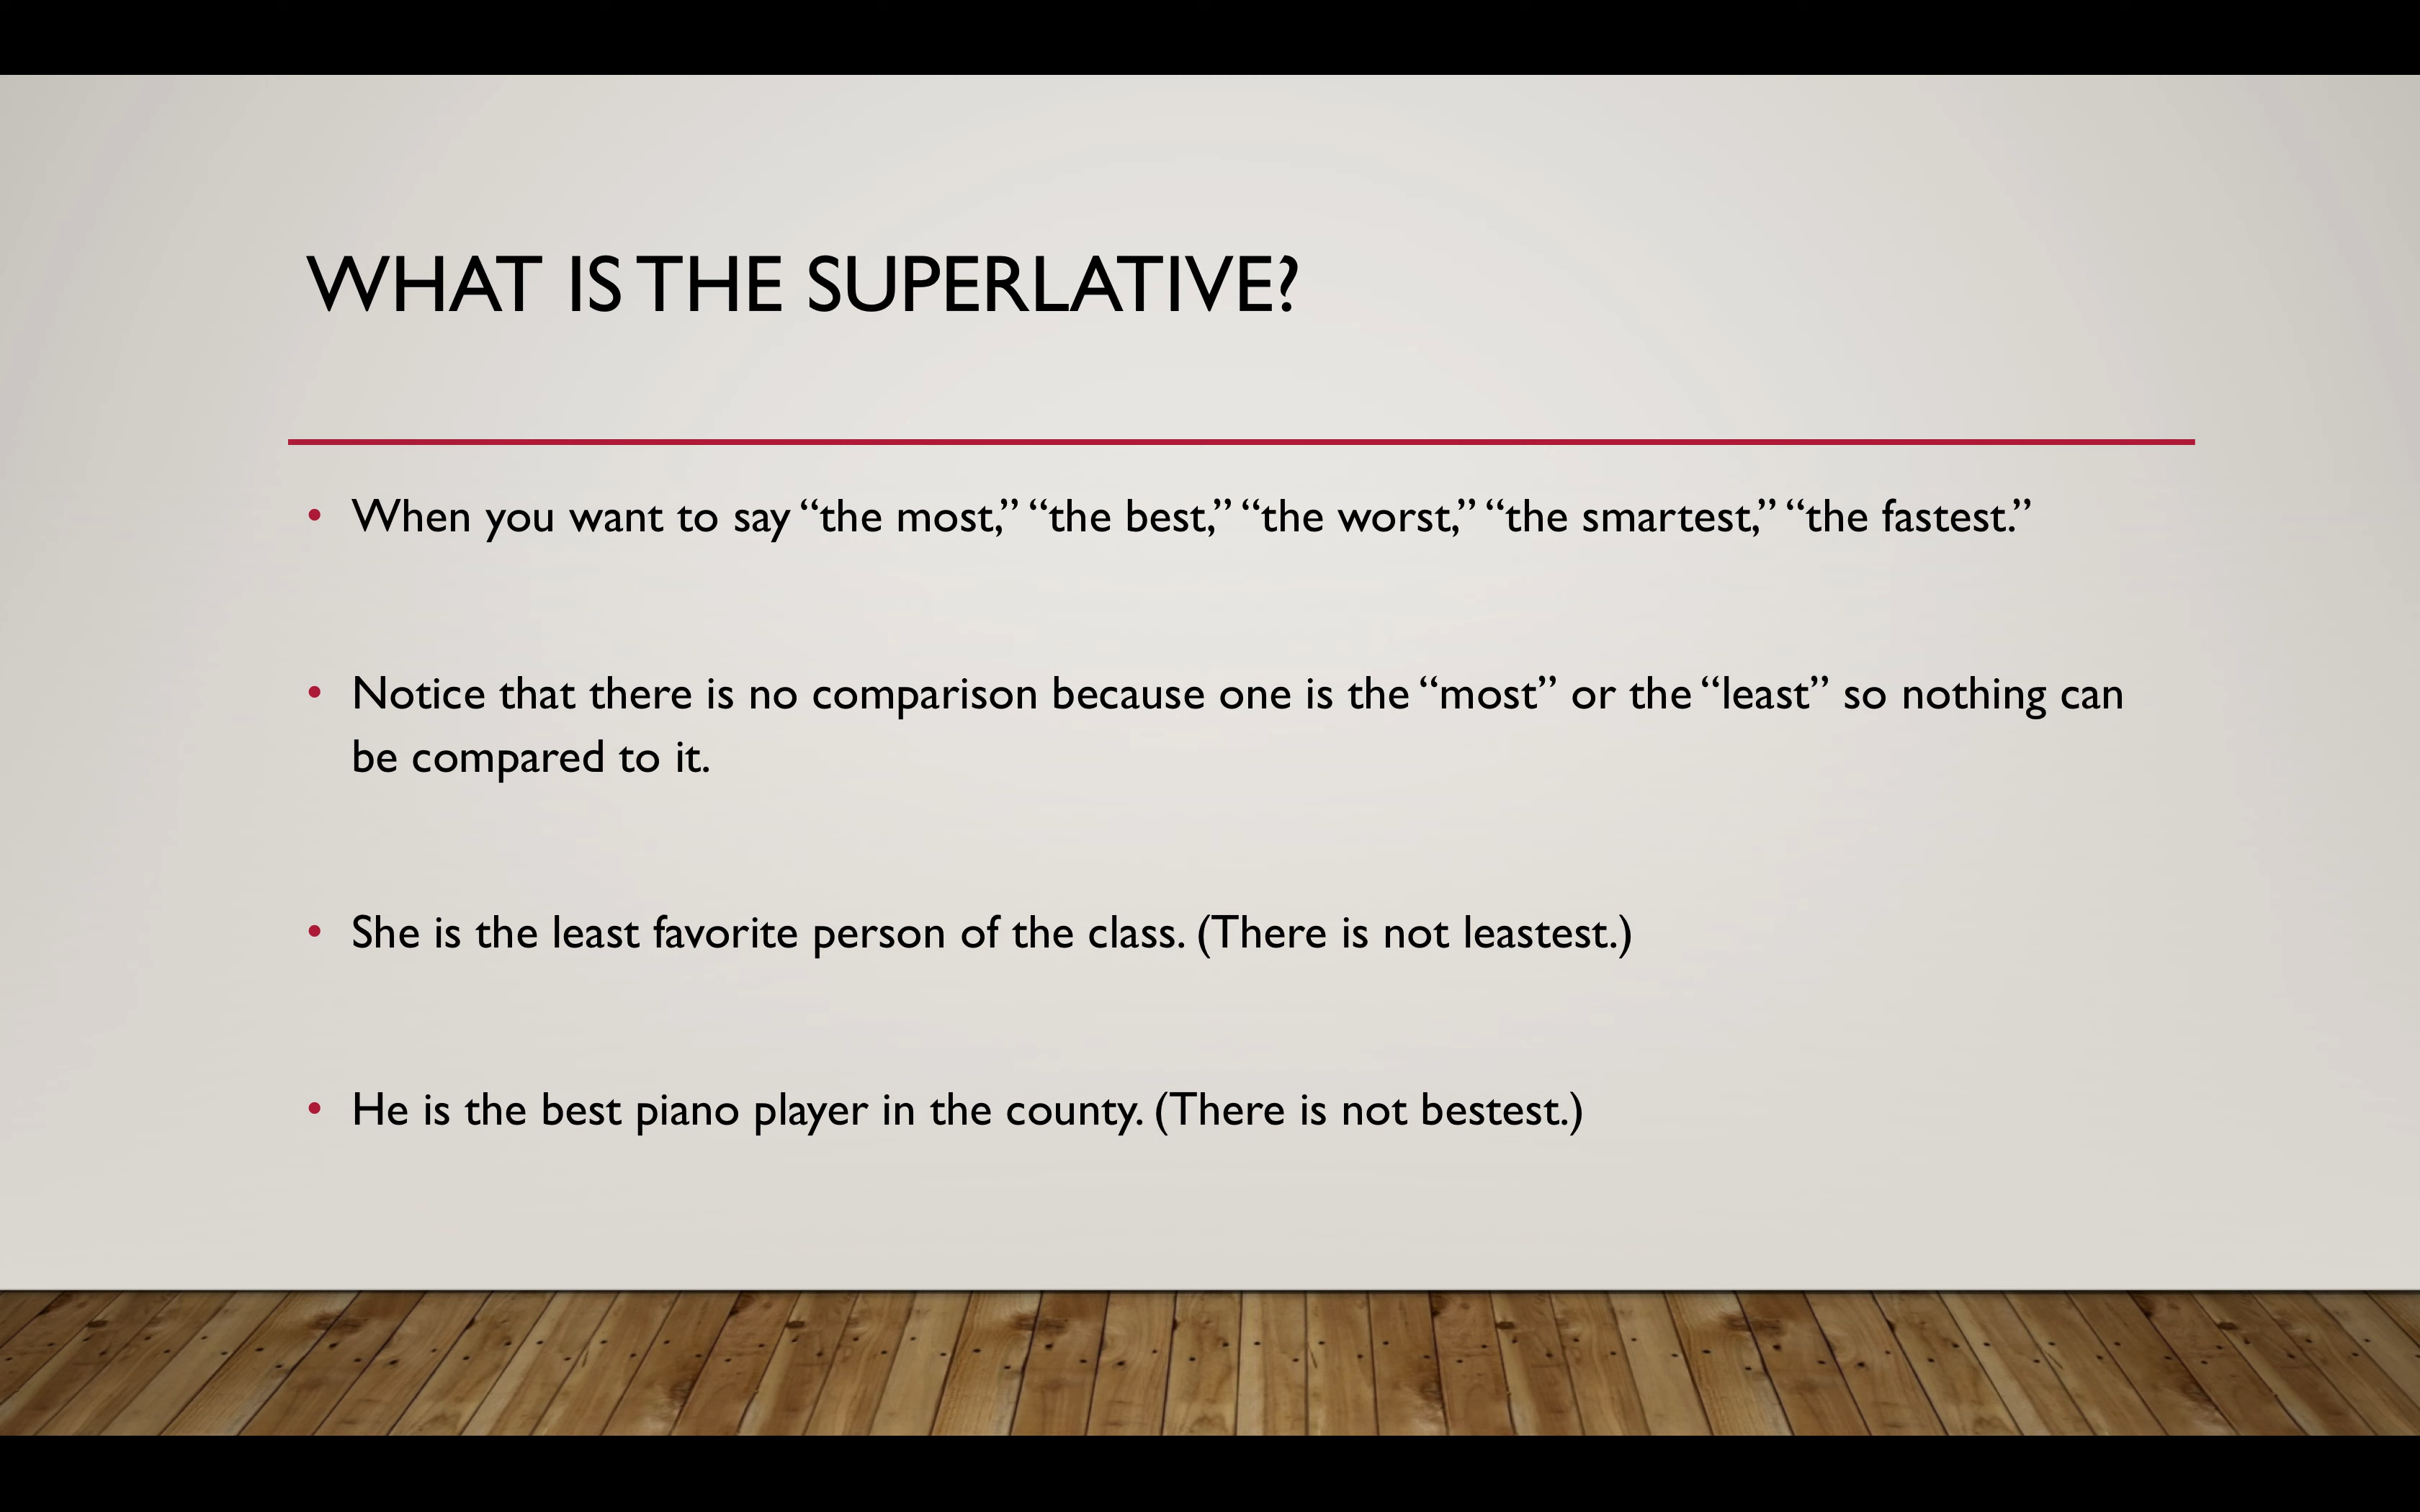 WHAT IS THE SUPERLATIVE?
• When you want to say “the most,” “the best,” “the worst,” “the smartest,” “the fastest.”
• Notice that there is no comparison because one is the “most” or the “least” so nothing can
be compared to it.
• She is the least favorite person of the class. (There is not leastest.)
• He is the best piano player in the county. (There is not bestest.)